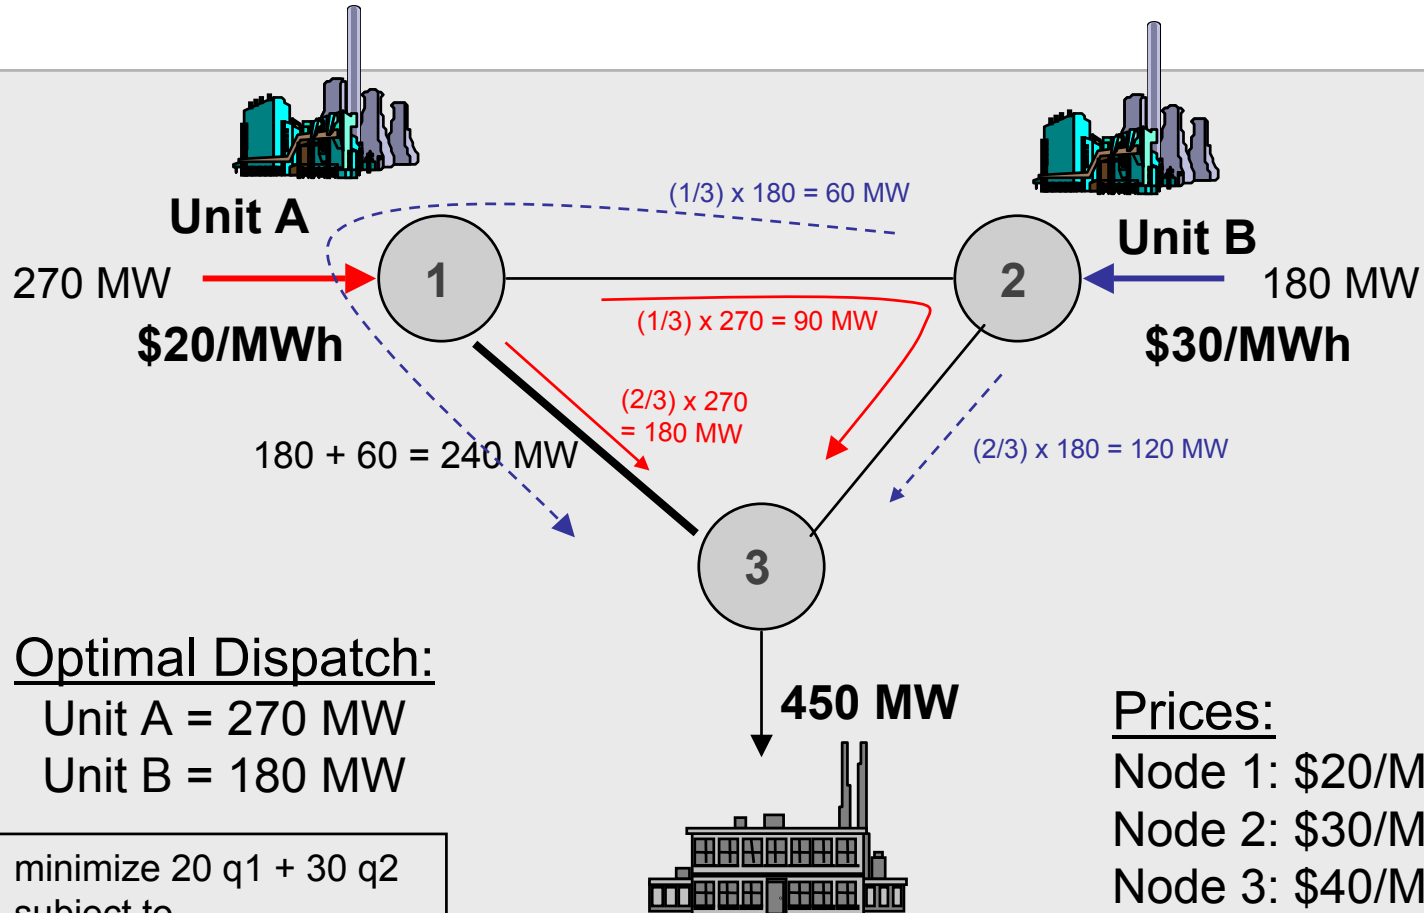 (1/3) x 180 = 60 MW
Unit A
Unit B
270 MW
1
2
180 MW
(1/3) x 270 = 90 MW
$20/MWh
$30/MWh
(2/3) x 270
= 180 MW
180 + 60 = 240 MW
(2/3) x 180 = 120 MW
3
Optimal Dispatch:
Unit A = 270 MW
Unit B = 180 MW
450 MW
Prices:
Node 1: $20/M
Node 2: $30/M
Node 3: $40/M
minimize 20 q1 + 30 q2
subject to